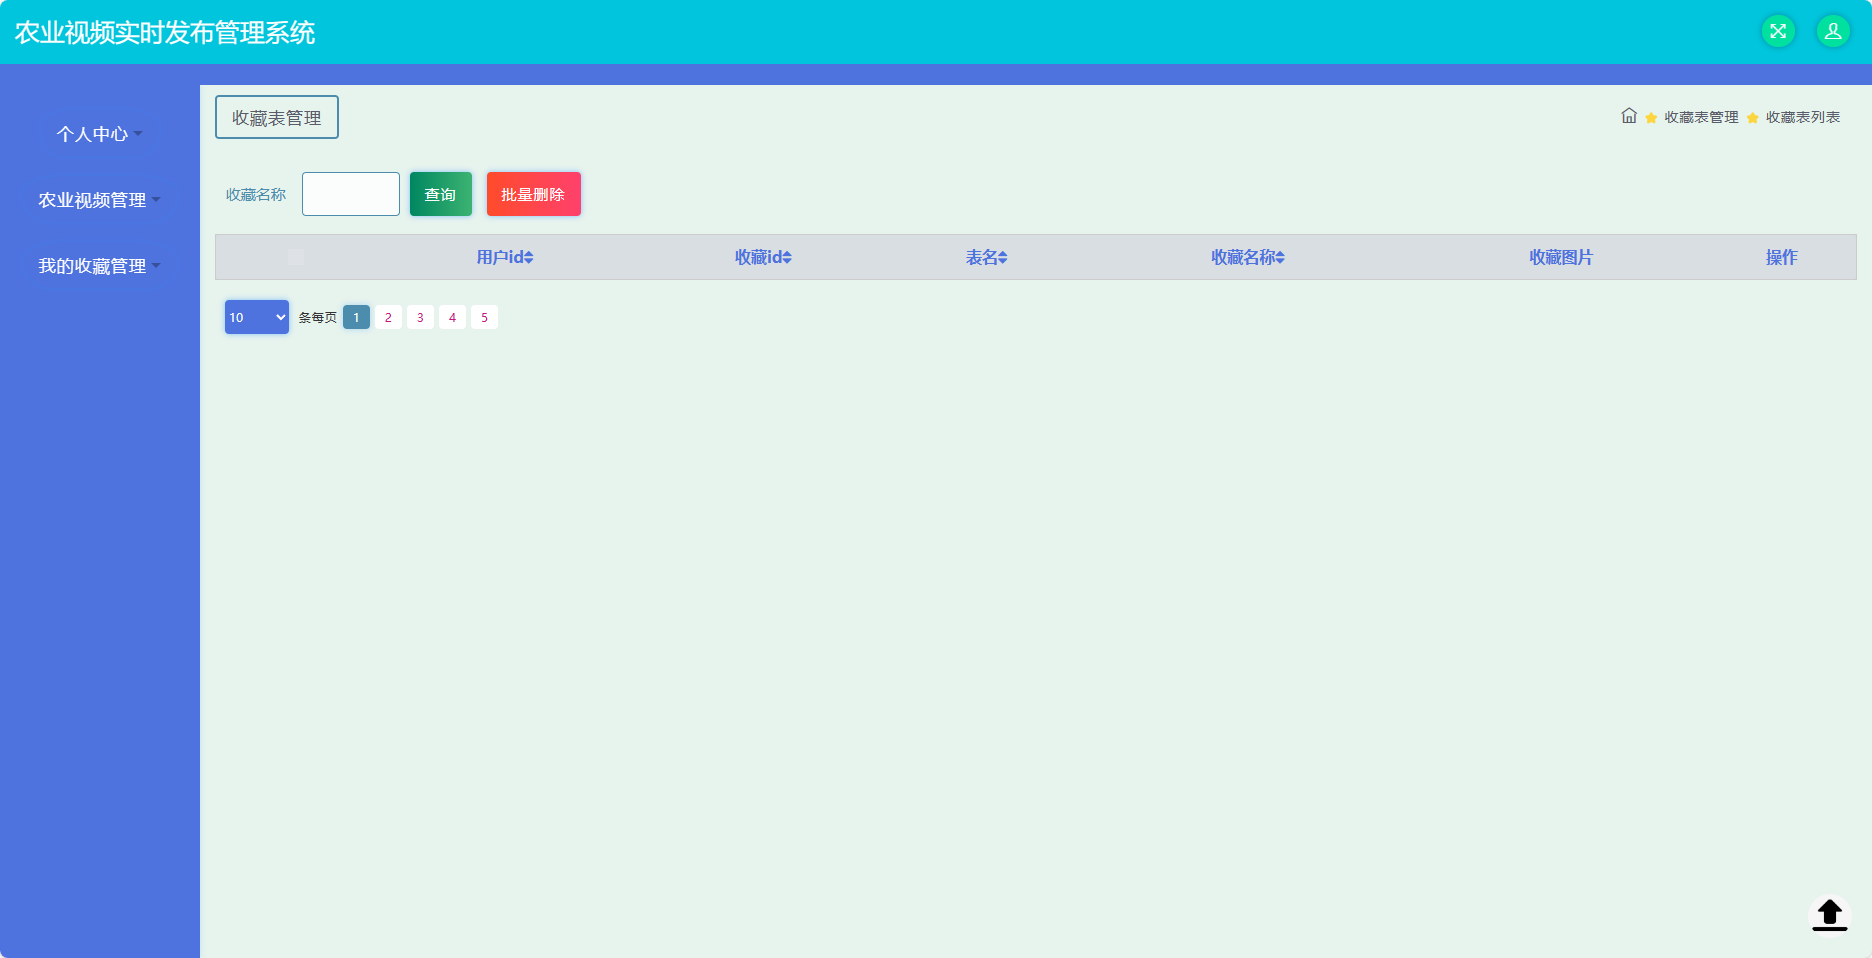 农业视频实时发布管理系统
个人中心
农业视频管理
我的收藏管理
收藏表管理
收藏表管理 收藏表列表
收藏名称 查询 批量删除
用户id 收藏id 表名 收藏名称 收藏图片 操作
10 条每页 1 2 3 4 5